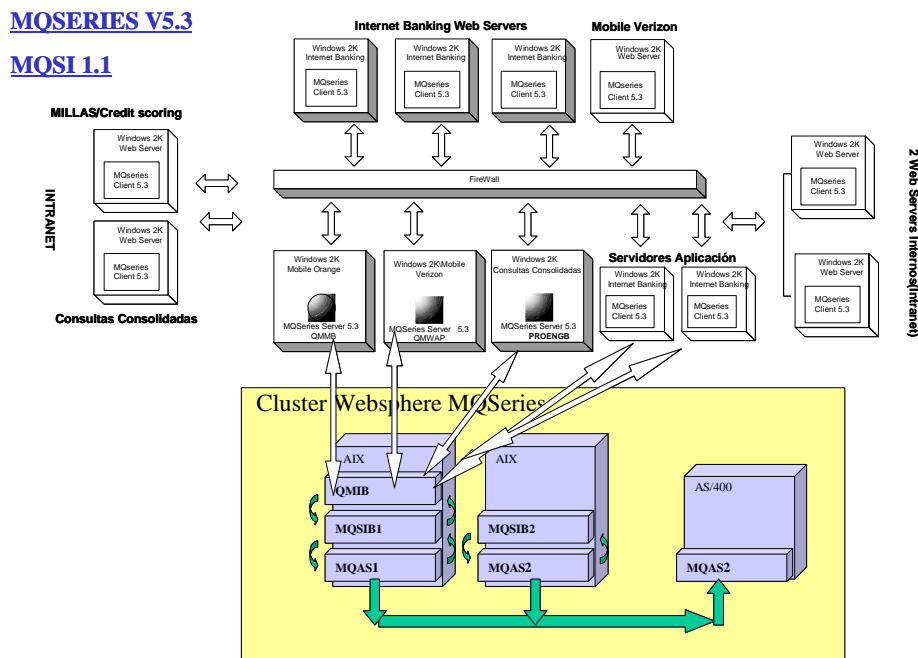 MQSERIES V5.3
MQSI 1.1
Internet Banking Web Servers
Mobile Verizon
Windows 2K
Internet Banking
MQseries
Client 5.3
Windows 2K
Internet Banking
MQseries
Client 5.3
Windows 2K
Internet Banking
MQseries
Client 5.3
Windows 2K
Web Server
MQseries
Client 5.3
MILLAS/Credit scoring
Windows 2K
Web Server
MQseries
Client 5.3
INTRANET
Windows 2K
Web Server
MQseries
Client 5.3
Consultas Consolidadas
FireWall
Windows 2K
Web Server
MQseries
Client 5.3
Windows 2K
Web Server
MQseries
Client 5.3
2 Web Servers Internos(Intranet)
Windows 2K
Mobile Orange
MQSeries Server 5.3
QMMB
Windows 2K\Mobile
Verizon
MQSeries Server 5.3
QMWAP
Windows 2K
Consultas Consolidadas
MQSeries Server 5.3
PROENGB
Servidores Aplicación
Windows 2K
Internet Banking
MQseries
Client 5.3
Windows 2K
Internet Banking
MQseries
Client 5.3
Cluster Websphere MQSeries
AIX
QMIB
MQSIB1
MQAS1
AIX
MQSIB2
MQAS2
AS/400
MQAS2